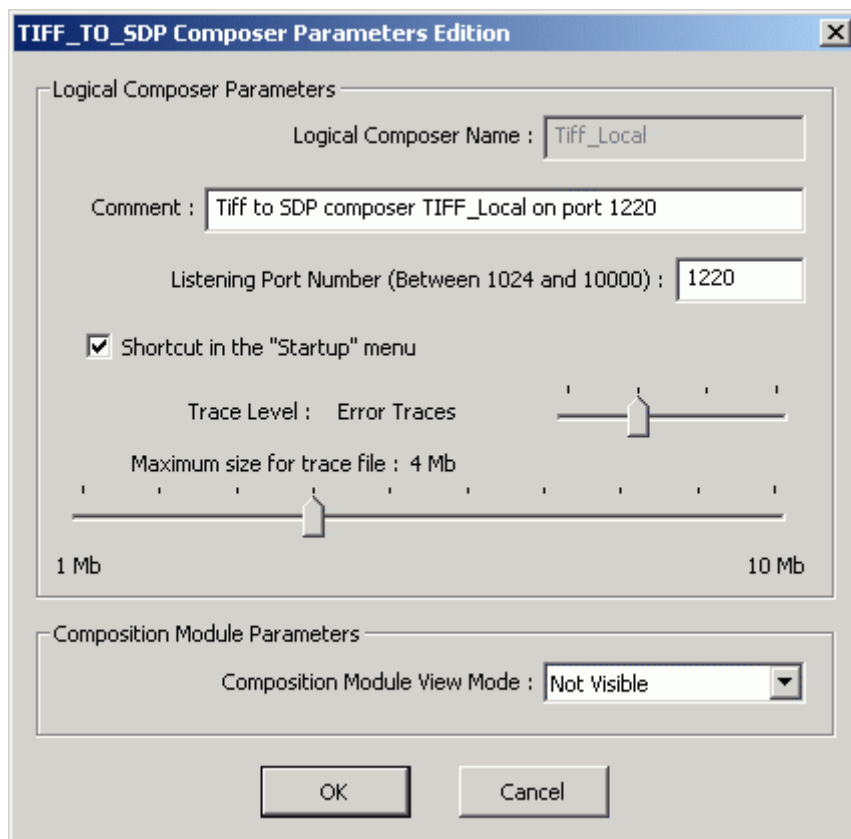 TIFF_TO_SDP Composer Parameters Edition
Logical Composer Parameters
Logical Composer Name : Tiff_Local
Comment : Tiff to SDP composer TIFF_Local on port 1220
Listening Port Number (Between 1024 and 10000) : 1220
Shortcut in the "Startup" menu
Trace Level : Error Traces
Maximum size for trace file : 4 Mb
1 Mb 10 Mb
Composition Module Parameters
Composition Module View Mode : Not Visible
OK Cancel